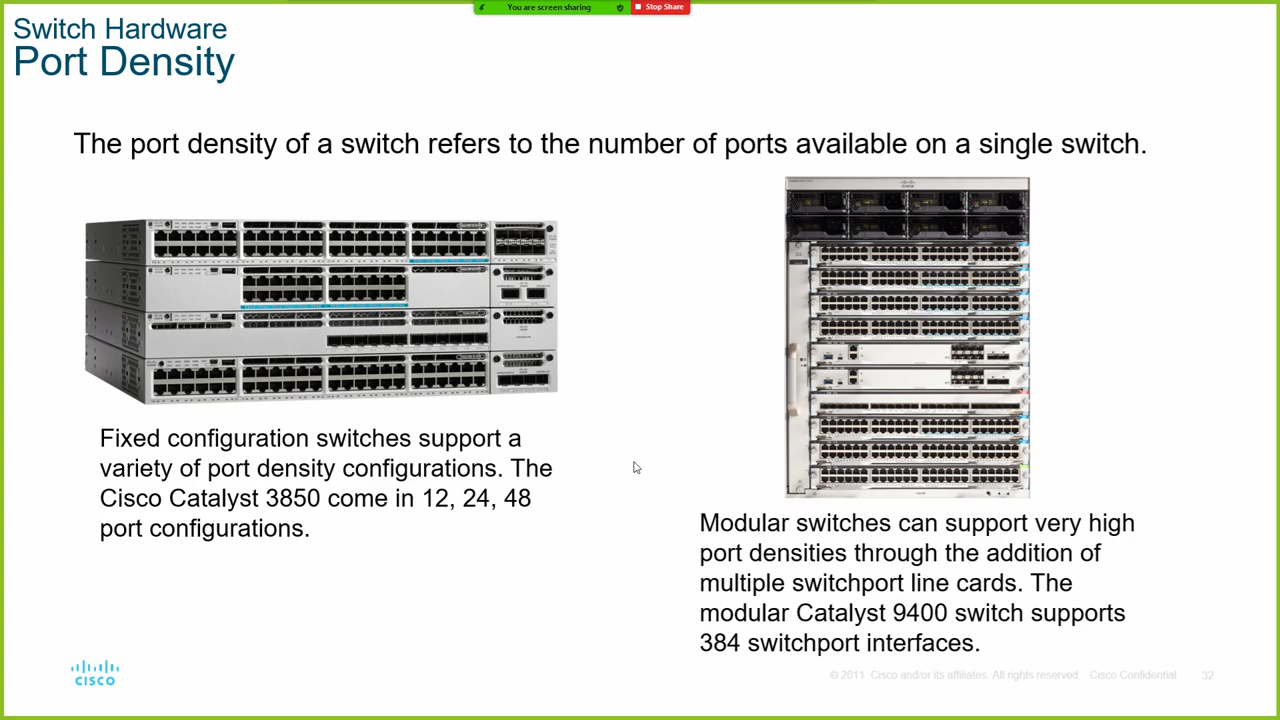 You are screen sharing
Stop Share
Switch Hardware
Port Density
The port density of a switch refers to the number of ports available on a single switch.
Fixed configuration switches support a
variety of port density configurations. The
Cisco Catalyst 3850 come in 12, 24, 48
port configurations.
Modular switches can support very high
port densities through the addition of
multiple switchport line cards. The
modular Catalyst 9400 switch supports
384 switchport interfaces.
CISCO
© 2011 Cisco and/or its affiliates. All rights reserved. Cisco Confidential 32